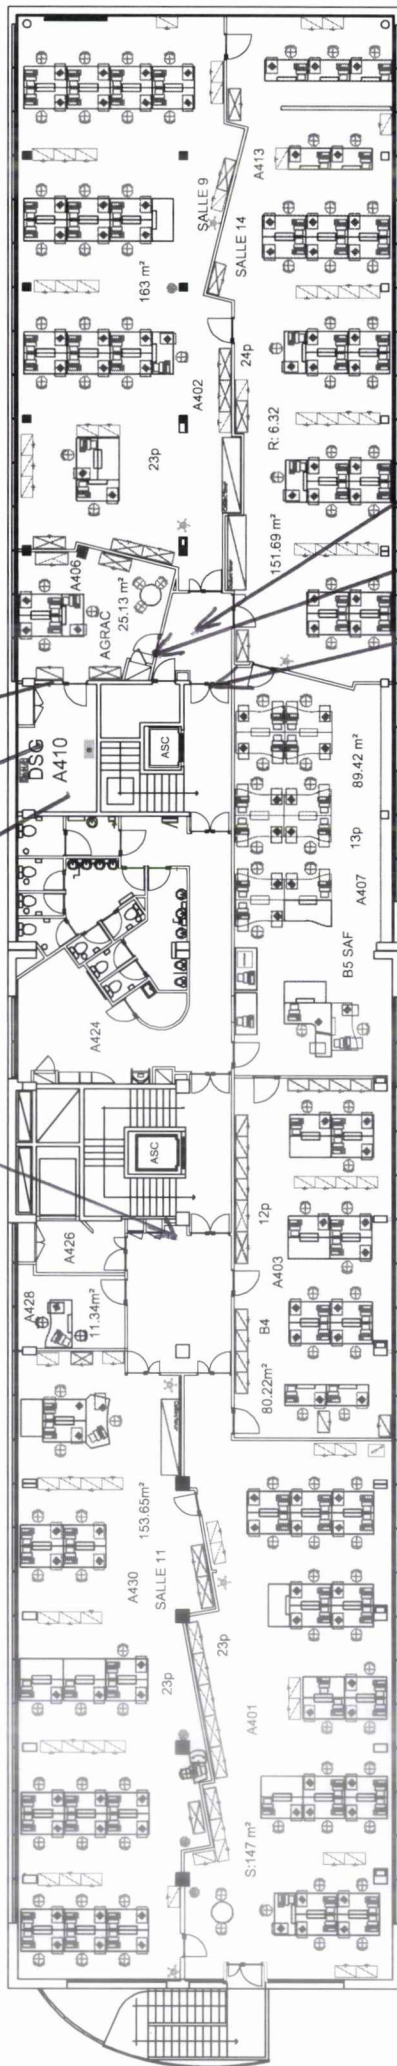 SALLE 9
SALLE 14
A413
163 m²
24p
A402
R: 6.32
23p
151.69 m²
A406
AGRAC
25.13 m²
DSG
A410
ASC
89.42 m²
13p
A407
B5 SAF
A424
ASC
12p
A403
B4
80.22m²
A426
A428
11.34m²
153.65m²
A430
SALLE 11
23p
23p
A401
S:147 m²